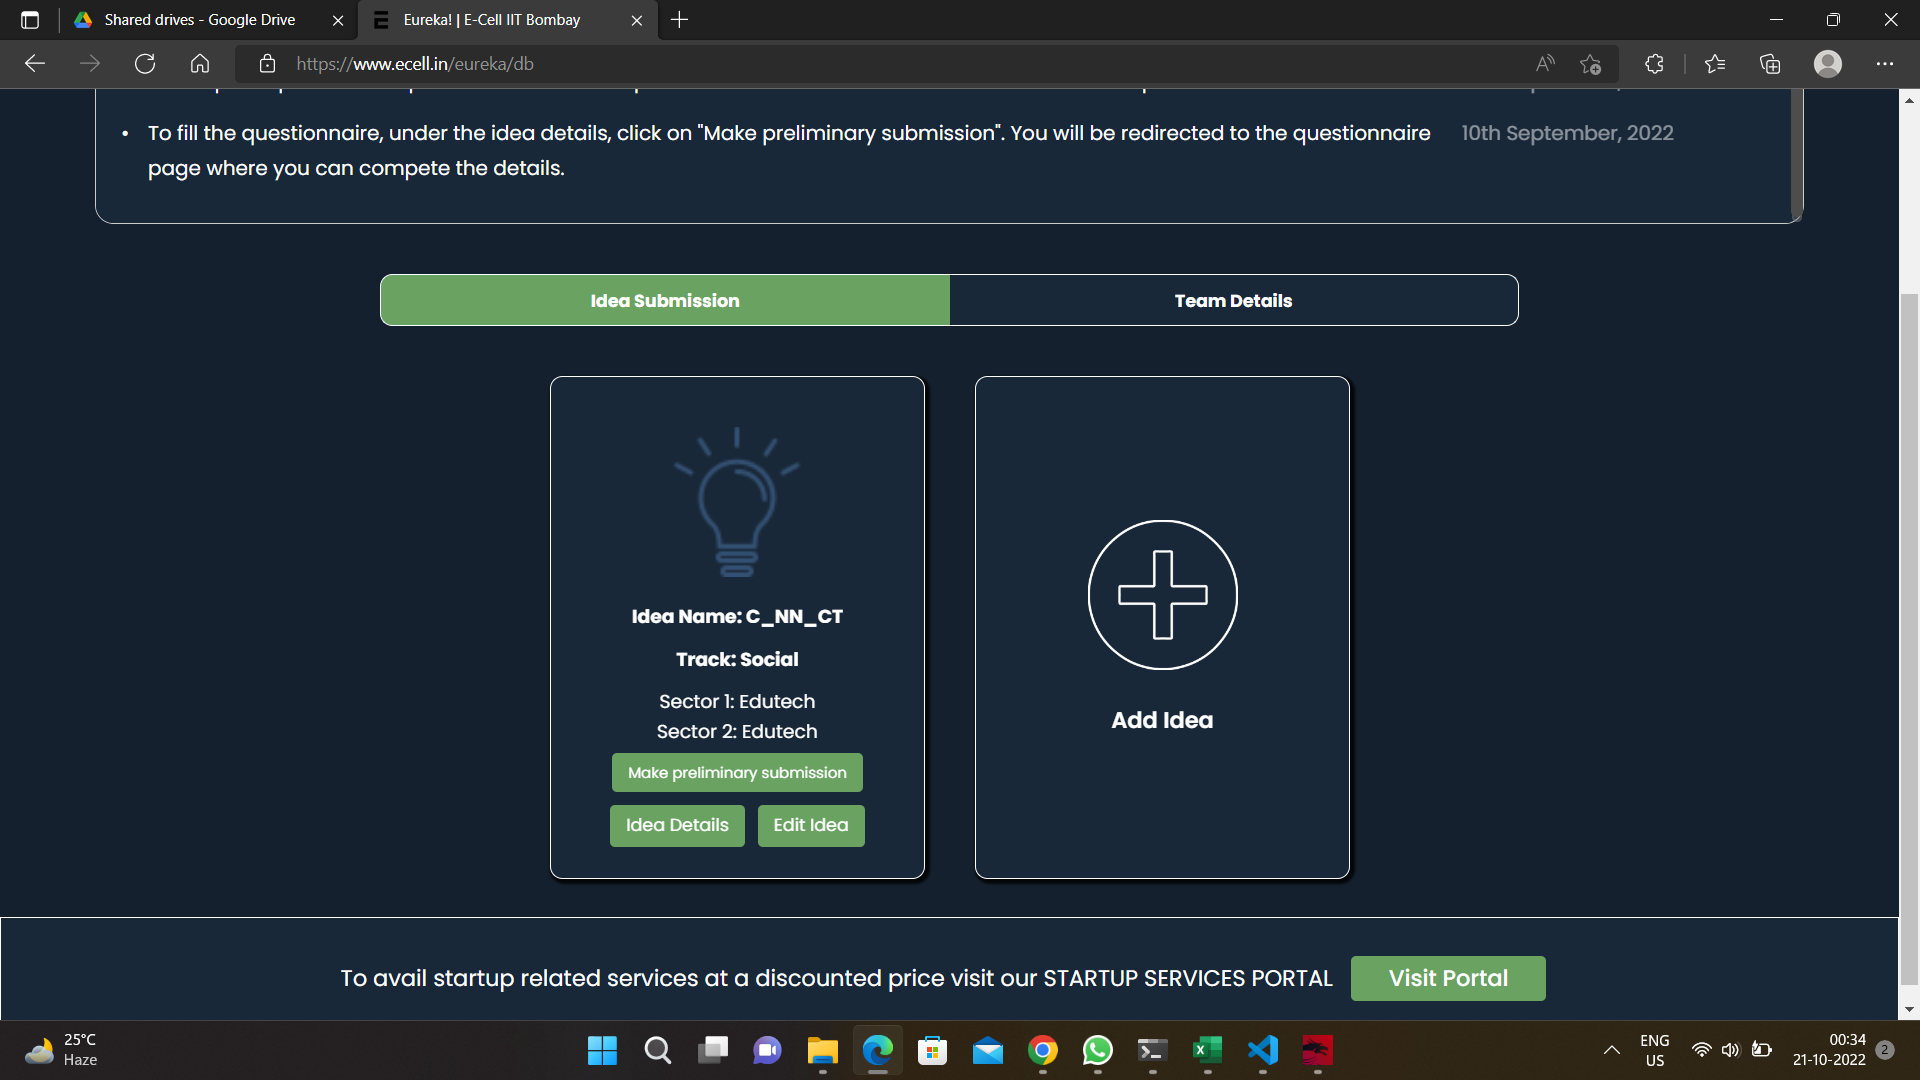 Shared drives - Google Drive
Eureka! | E-Cell IIT Bombay
https://www.ecell.in/eureka/db
• To fill the questionnaire, under the idea details, click on "Make preliminary submission". You will be redirected to the questionnaire 10th September, 2022
page where you can compete the details.
Idea Submission Team Details
Idea Name: C_NN_CT
Track: Social
Sector 1: Edutech
Sector 2: Edutech
Make preliminary submission
Idea Details Edit Idea
Add Idea
To avail startup related services at a discounted price visit our STARTUP SERVICES PORTAL Visit Portal
25°C
Haze
ENG
US
00:34
21-10-2022
2